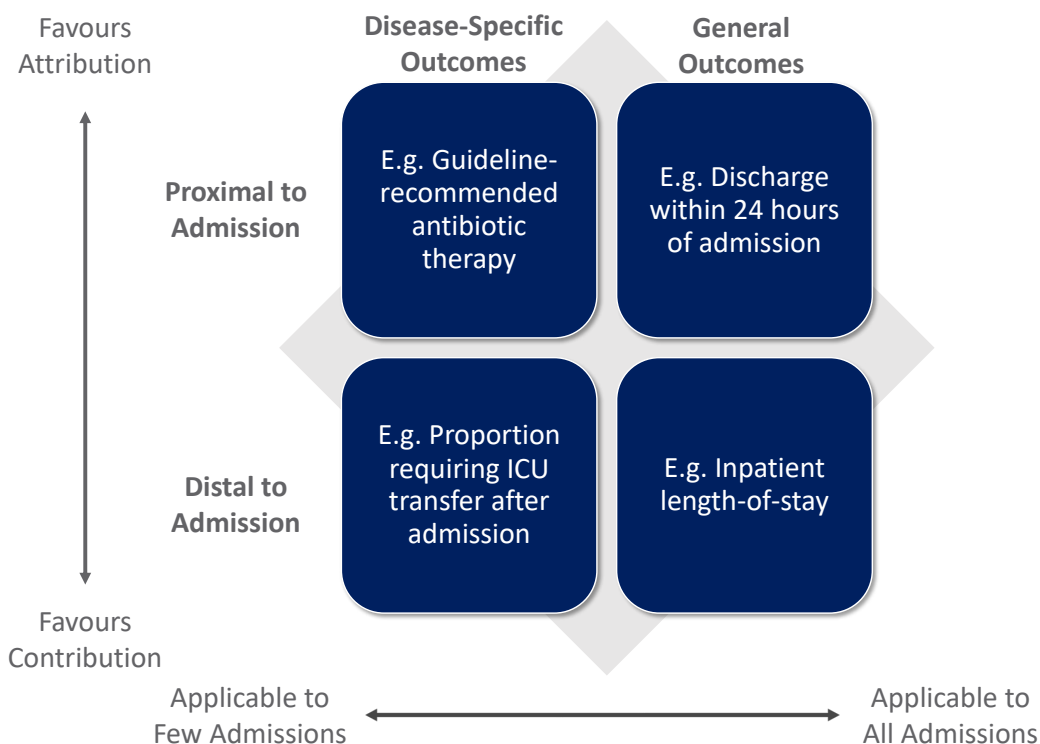 Favours
Attribution
Disease-Specific
Outcomes
General
Outcomes
Proximal to
Admission
E.g. Guideline-
recommended
antibiotic
therapy
E.g. Discharge
within 24 hours
of admission
Distal to
Admission
E.g. Proportion
requiring ICU
transfer after
admission
E.g. Inpatient
length-of-stay
Favours
Contribution
Applicable to
Few Admissions
Applicable to
All Admissions